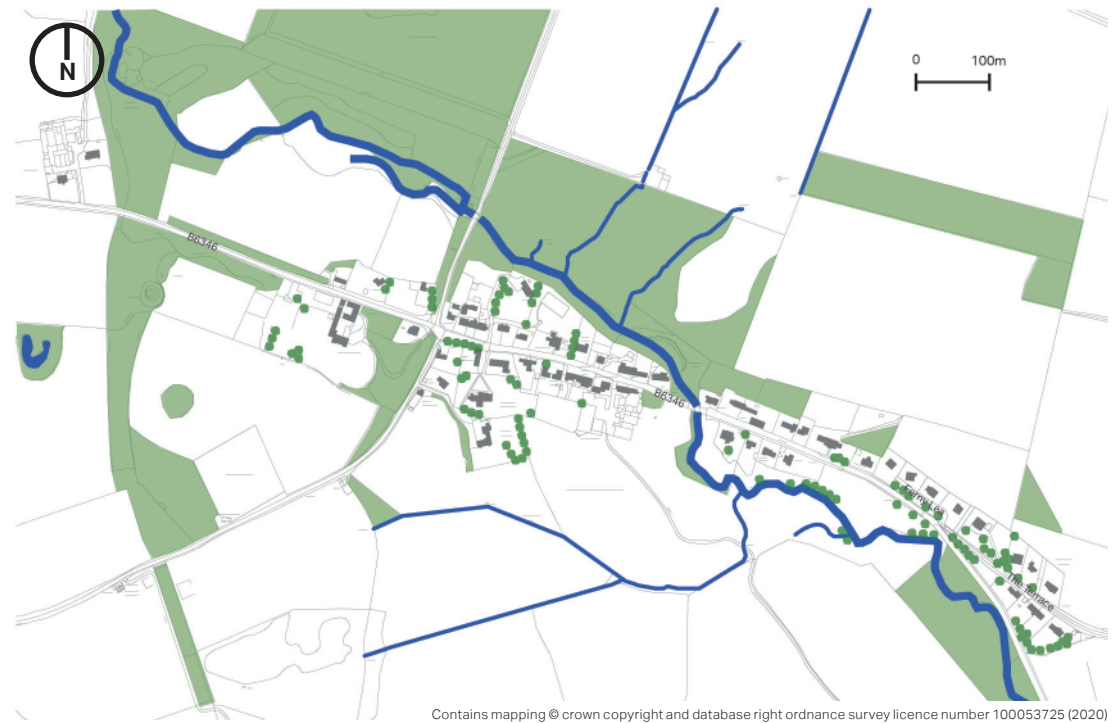 N
0 100m
B6346
B6346
Ferny Lea
The Terrace
Contains mapping © crown copyright and database right ordnance survey licence number 100053725 (2020)